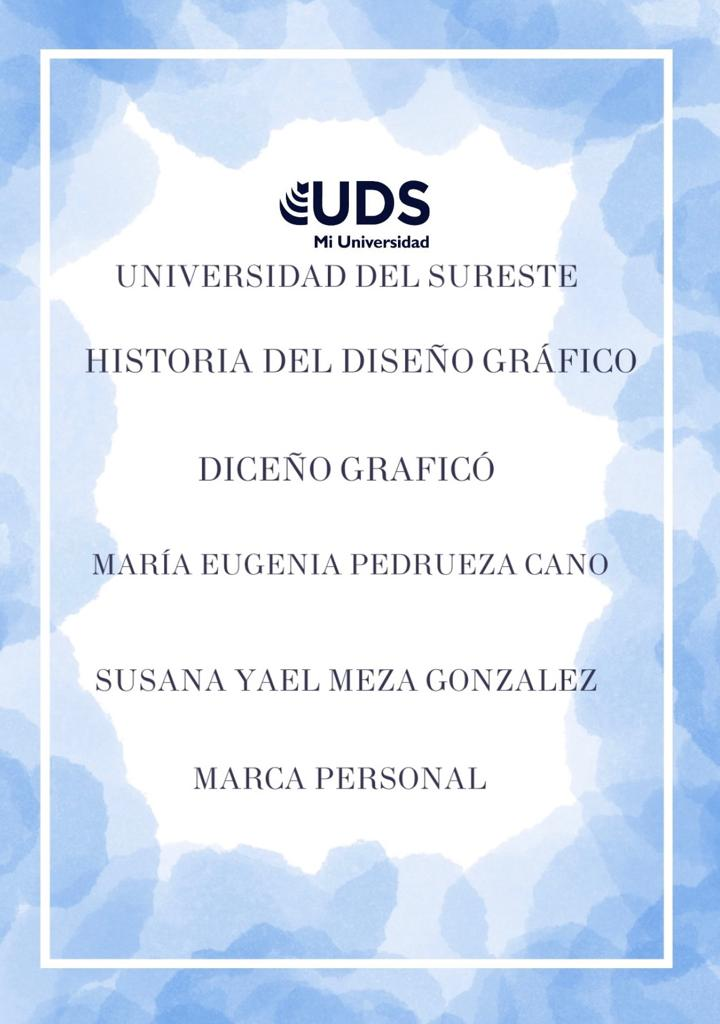 UDS
Mi Universidad
UNIVERSIDAD DEL SURESTE
HISTORIA DEL DISEÑO GRÁFICO
DICEÑO GRAFICÓ
MARÍA EUGENIA PEDRUEZA CANO
SUSANA YAEL MEZA GONZALEZ
MARCA PERSONAL